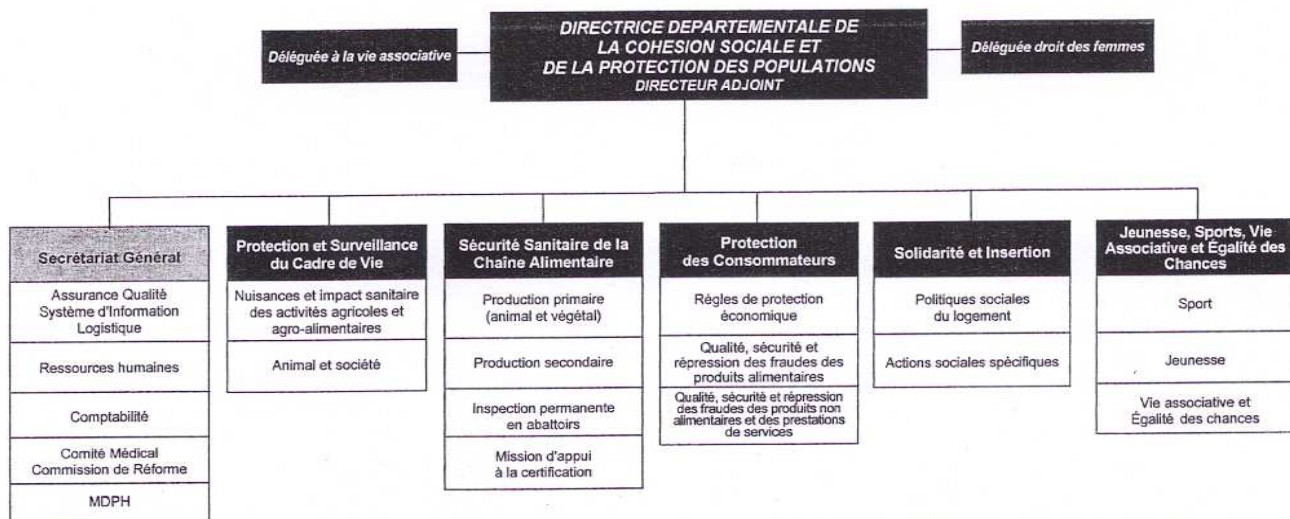 DIRECTRICE DEPARTEMENTALE DE
LA COHESION SOCIALE ET
DE LA PROTECTION DES POPULATIONS
DIRECTEUR ADJOINT
Déléguée à la vie associative
Déléguée droit des femmes
Secrétariat Général
Assurance Qualité
Système d'Information
Logistique
Ressources humaines
Comptabilité
Comité Médical
Commission de Réforme
MDPH
Protection et Surveillance
du Cadre de Vie
Nuisances et impact sanitaire
des activités agricoles et
agro-alimentaires
Animal et société
Sécurité Sanitaire de la
Chaîne Alimentaire
Production primaire
(animal et végétal)
Production secondaire
Inspection permanente
en abattoirs
Mission d'appui
à la certification
Protection
des Consommateurs
Règles de protection
économique
Qualité, sécurité et
répression des fraudes des
produits alimentaires
Qualité, sécurité et répression
des fraudes des produits non
alimentaires et des prestations
de services
Solidarité et Insertion
Politiques sociales
du logement
Actions sociales spécifiques
Jeunesse, Sports, Vie
Associative et Égalité des
Chances
Sport
Jeunesse
Vie associative et
Égalité des chances